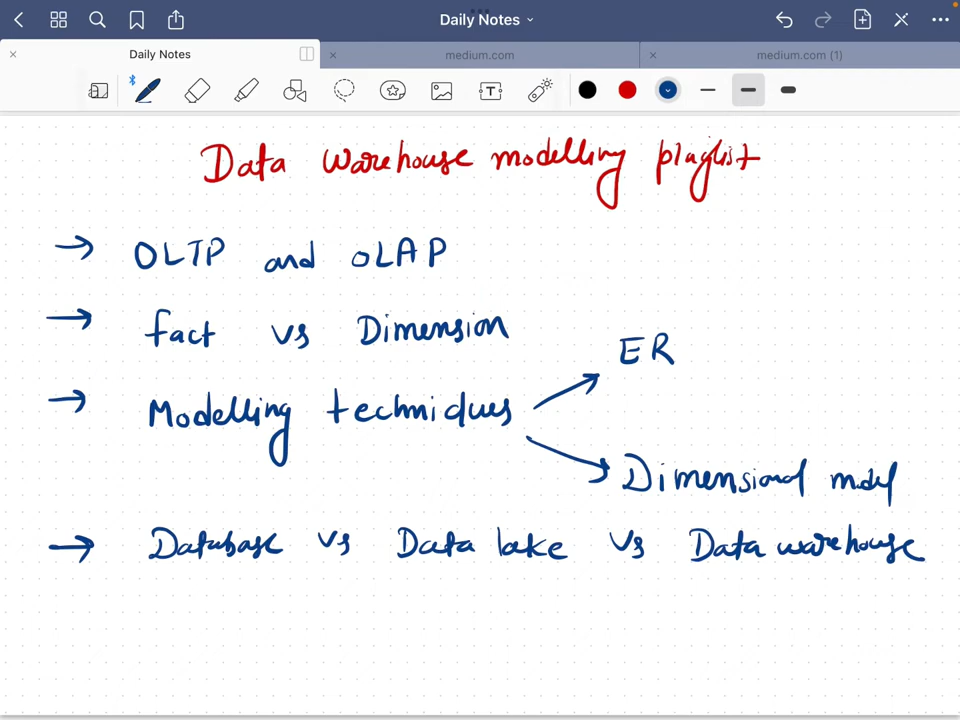 Daily Notes
Daily Notes
medium.com
medium.com (1)
Data warehouse modelling playlist
→ OLTP and OLAP
→ fact vs Dimension
ER
→ Modelling techniques
Dimensional model
→ Database vs Data lake vs Data warehouse